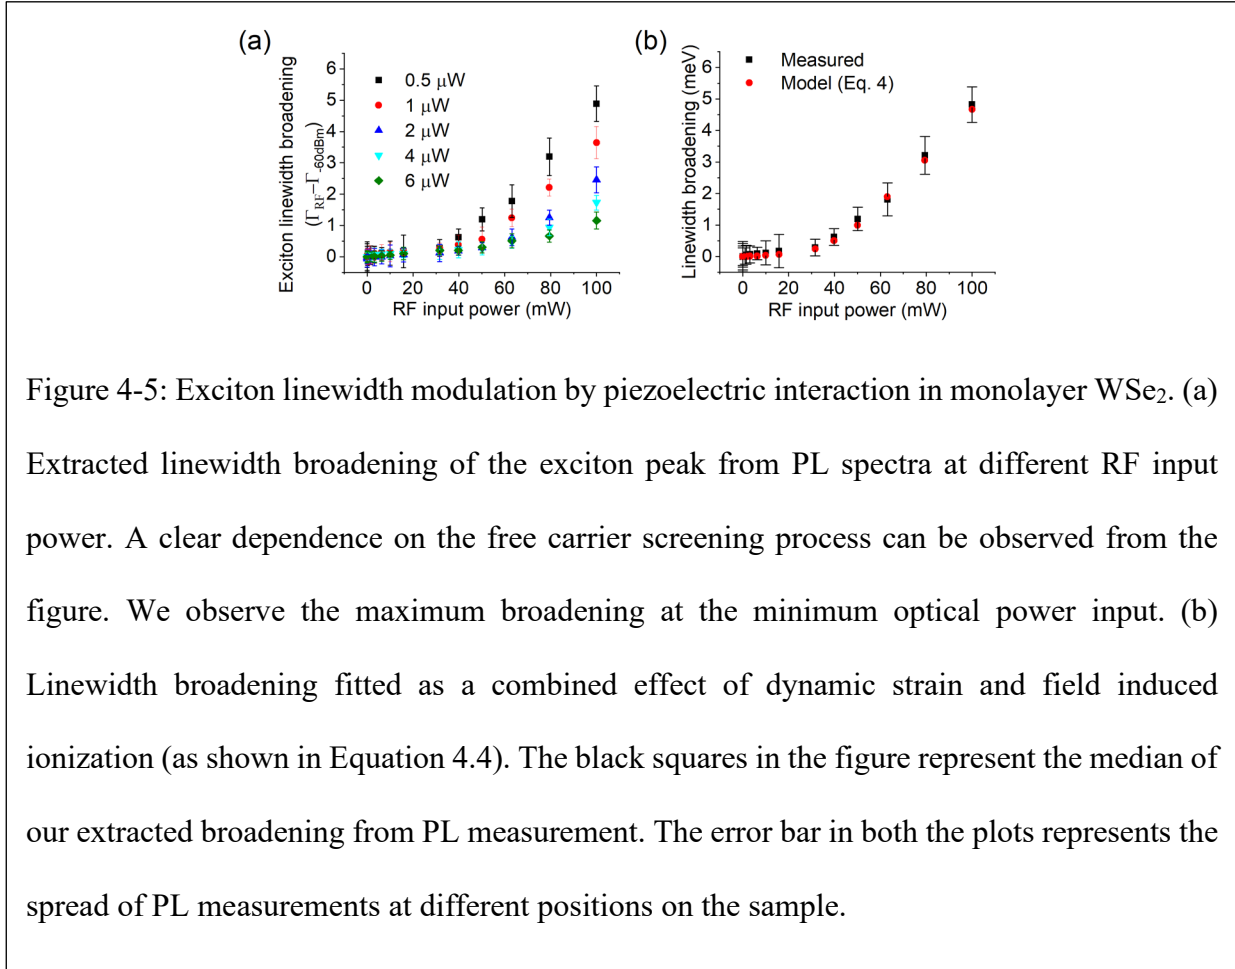 (a)
Exciton linewidth broadening
(Γ_RF−Γ_-60dBm)
6
5
4
3
2
1
0
0.5 μW
1 μW
2 μW
4 μW
6 μW
0 20 40 60 80 100
RF input power (mW)
(b)
Linewidth broadening (meV)
6
5
4
3
2
1
0
Measured
Model (Eq. 4)
0 20 40 60 80 100
RF input power (mW)
Figure 4-5: Exciton linewidth modulation by piezoelectric interaction in monolayer WSe₂. (a)
Extracted linewidth broadening of the exciton peak from PL spectra at different RF input
power. A clear dependence on the free carrier screening process can be observed from the
figure. We observe the maximum broadening at the minimum optical power input. (b)
Linewidth broadening fitted as a combined effect of dynamic strain and field induced
ionization (as shown in Equation 4.4). The black squares in the figure represent the median of
our extracted broadening from PL measurement. The error bar in both the plots represents the
spread of PL measurements at different positions on the sample.